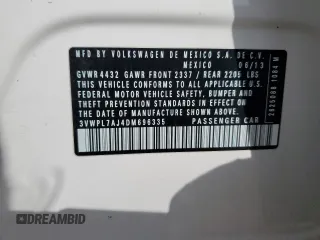 MFD BY VOLKSWAGEN DE MEXICO S.A. DE C.V.
MEXICO 06/13
GVWR 4432 GAWR FRONT 2337 / REAR 2205 LBS
THIS VEHICLE CONFORMS TO ALL APPLICABLE U.S.
FEDERAL MOTOR VEHICLE SAFETY, BUMPER AND
THEFT PREVENTION STANDARDS IN EFFECT ON THE
DATE OF MANUFACTURE SHOWN ABOVE
3VWPL7AJ4DM696335 PASSENGER CAR
1084 M
DREAMBID